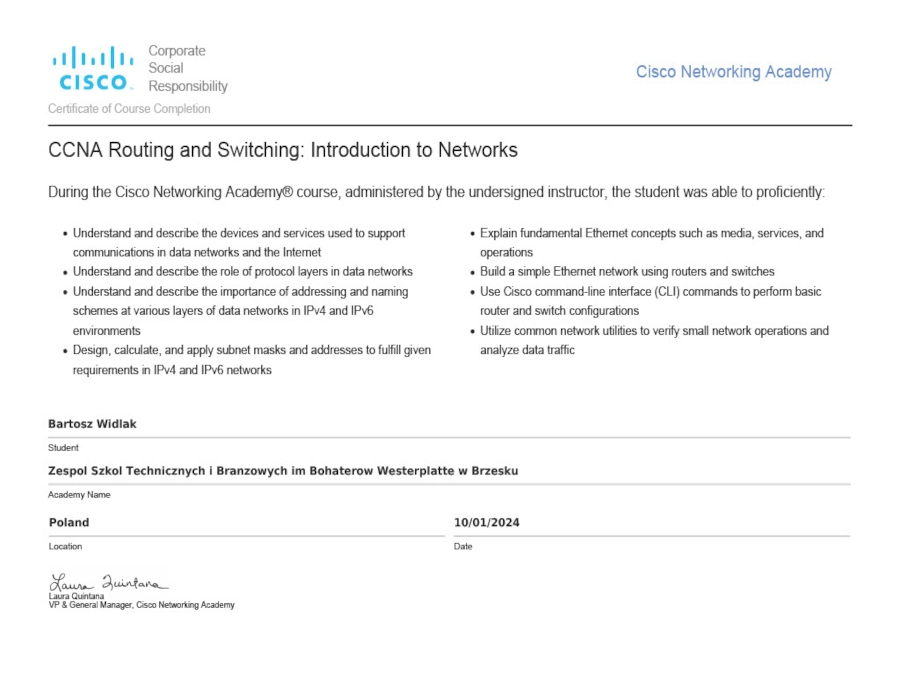 CISCO
Corporate
Social
Responsibility
Cisco Networking Academy
Certificate of Course Completion
CCNA Routing and Switching: Introduction to Networks
During the Cisco Networking Academy® course, administered by the undersigned instructor, the student was able to proficiently:
• Understand and describe the devices and services used to support
communications in data networks and the Internet
• Understand and describe the role of protocol layers in data networks
• Understand and describe the importance of addressing and naming
schemes at various layers of data networks in IPv4 and IPv6
environments
• Design, calculate, and apply subnet masks and addresses to fulfill given
requirements in IPv4 and IPv6 networks
• Explain fundamental Ethernet concepts such as media, services, and
operations
• Build a simple Ethernet network using routers and switches
• Use Cisco command-line interface (CLI) commands to perform basic
router and switch configurations
• Utilize common network utilities to verify small network operations and
analyze data traffic
Bartosz Widlak
Student
Zespol Szkol Technicznych i Branzowych im Bohaterow Westerplatte w Brzesku
Academy Name
Poland
Location
10/01/2024
Date
Laura Quintana
Laura Quintana
VP & General Manager, Cisco Networking Academy